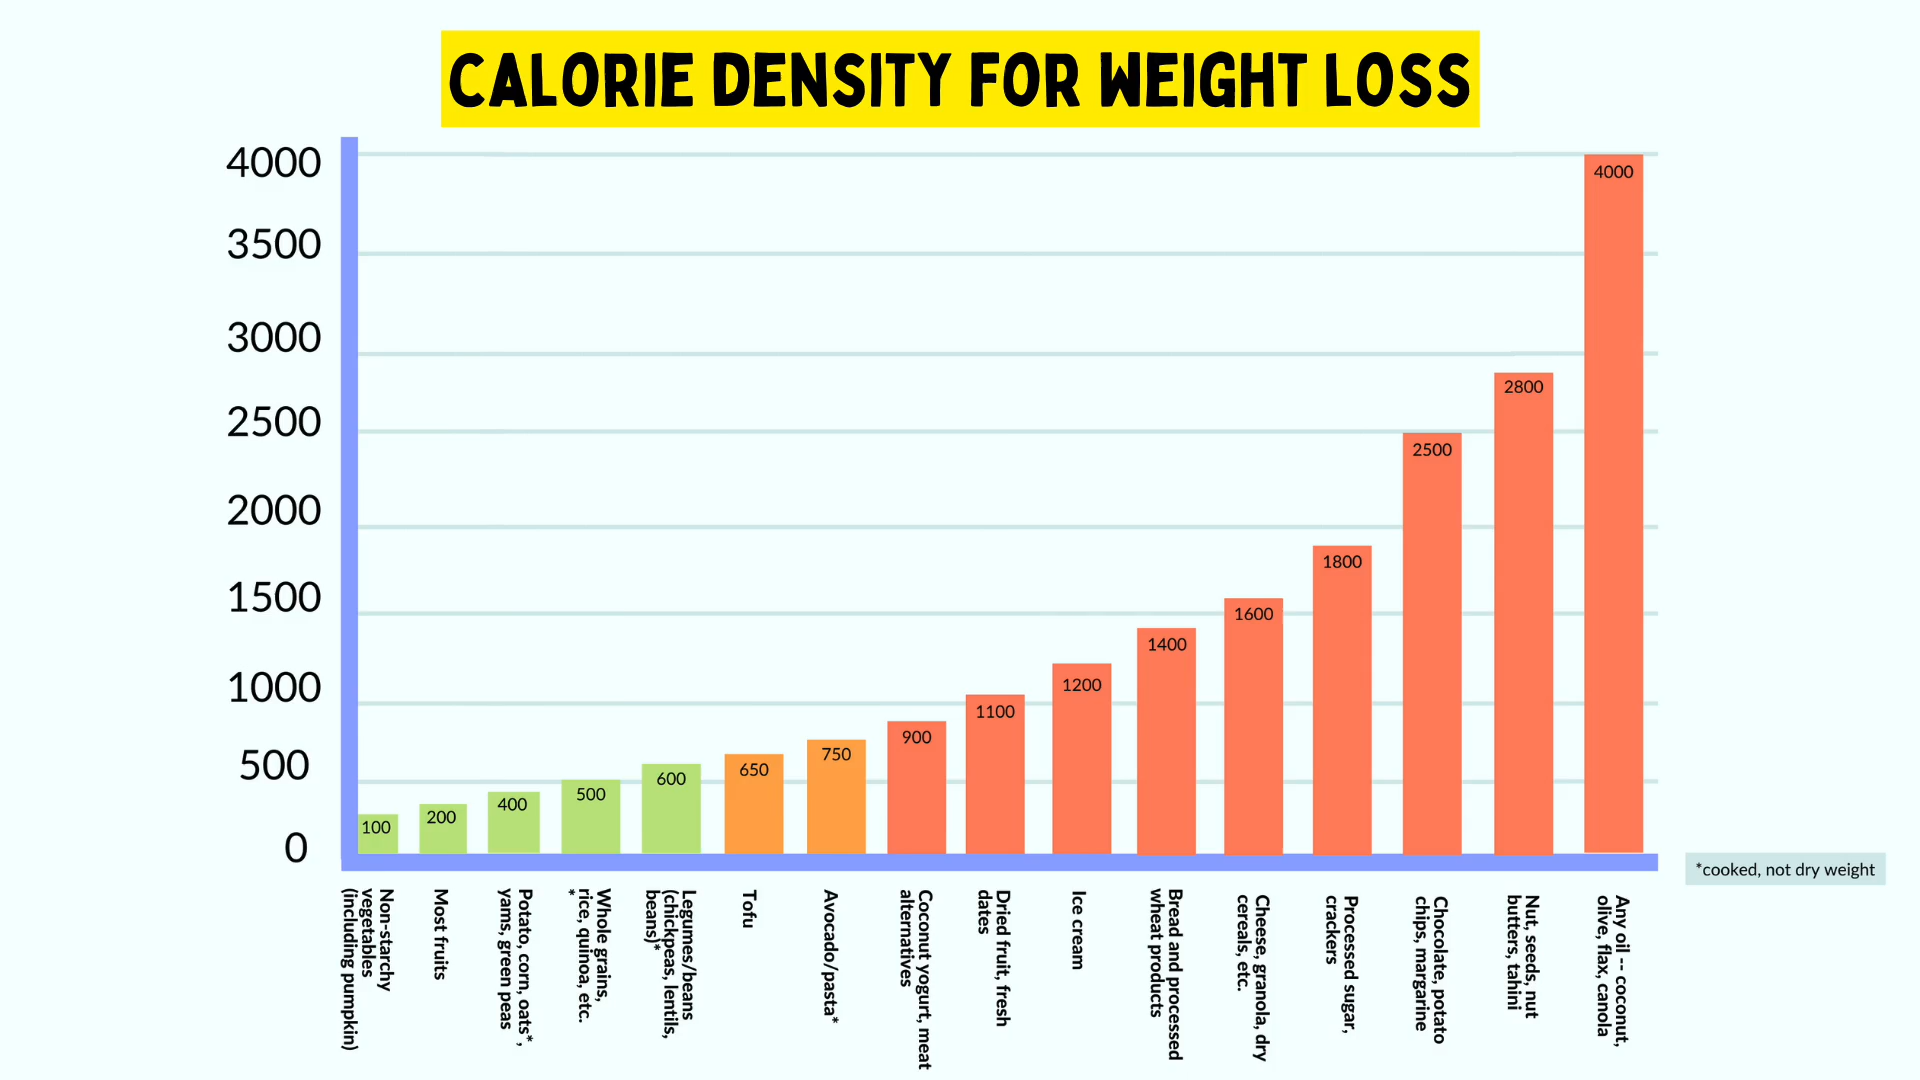 CALORIE DENSITY FOR WEIGHT LOSS
4000
3500
3000
2500
2000
1500
1000
500
0
100
200
400
500
600
650
750
900
1100
1200
1400
1600
1800
2500
2800
4000
Non-starchy
vegetables
(including pumpkin)
Most fruits
Potato, corn, oats*,
yams, green peas
Whole grains,
rice, quinoa, etc.
*
Legumes/beans
(chickpeas, lentils,
beans)*
Tofu
Avocado/pasta*
Coconut yogurt, meat
alternatives
Dried fruit, fresh
dates
Ice cream
Bread and processed
wheat products
Cheese, granola, dry
cereals, etc.
Processed sugar,
crackers
Chocolate, potato
chips, margarine
Nut, seeds, nut
butters, tahini
Any oil -- coconut,
olive, flax, canola
*cooked, not dry weight